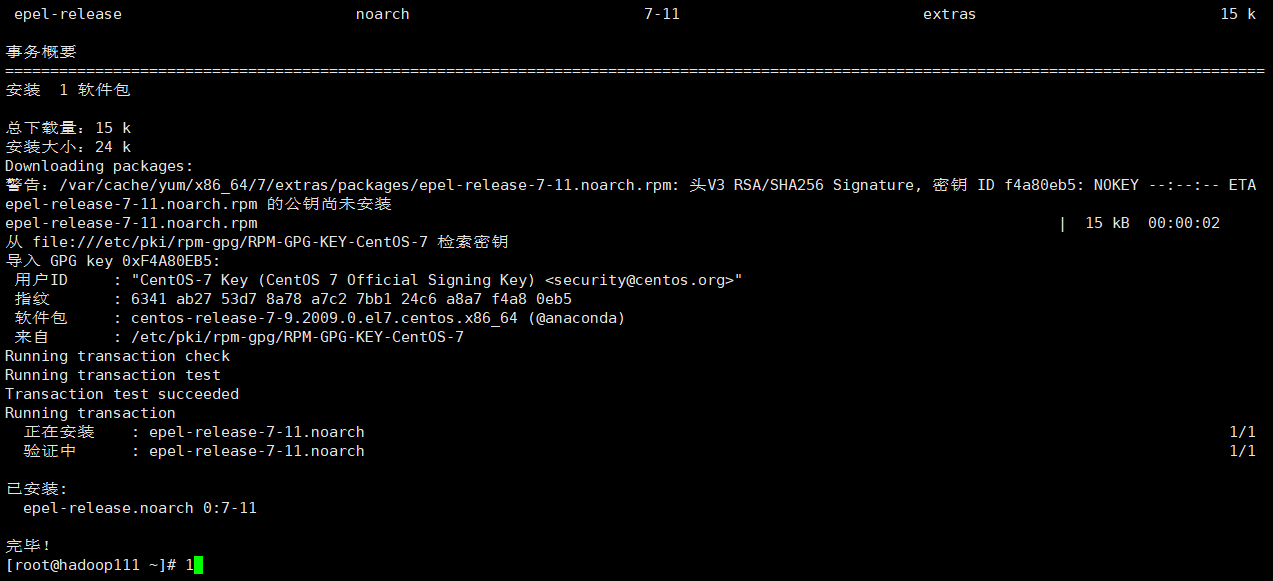 epel-release noarch 7-11 extras 15 k
事务概要
================================================================================================================================================
安装  1 软件包
总下载量：15 k
安装大小：24 k
Downloading packages:
警告：/var/cache/yum/x86_64/7/extras/packages/epel-release-7-11.noarch.rpm: 头V3 RSA/SHA256 Signature, 密钥 ID f4a80eb5: NOKEY --:--:-- ETA
epel-release-7-11.noarch.rpm 的公钥尚未安装
epel-release-7-11.noarch.rpm | 15 kB 00:00:02
从 file:///etc/pki/rpm-gpg/RPM-GPG-KEY-CentOS-7 检索密钥
导入 GPG key 0xF4A80EB5:
用户ID : "CentOS-7 Key (CentOS 7 Official Signing Key) <security@centos.org>"
指纹 : 6341 ab27 53d7 8a78 a7c2 7bb1 24c6 a8a7 f4a8 0eb5
软件包 : centos-release-7-9.2009.0.el7.centos.x86_64 (@anaconda)
来自 : /etc/pki/rpm-gpg/RPM-GPG-KEY-CentOS-7
Running transaction check
Running transaction test
Transaction test succeeded
Running transaction
正在安装 : epel-release-7-11.noarch 1/1
验证中 : epel-release-7-11.noarch 1/1
已安装:
epel-release.noarch 0:7-11
完毕！
[root@hadoop111 ~]# 1